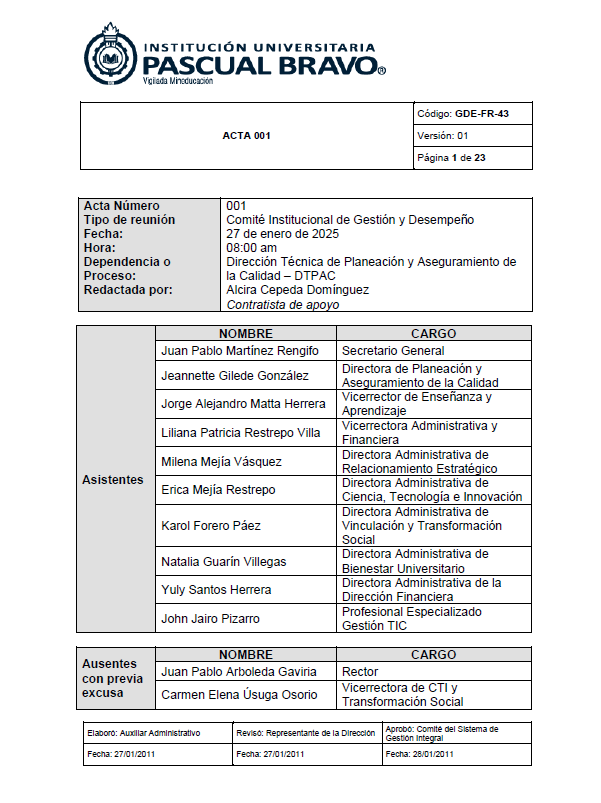 INSTITUCIÓN UNIVERSITARIA
PASCUAL BRAVO®
Vigilada Mineducación
ACTA 001
Código: GDE-FR-43
Versión: 01
Página 1 de 23
Acta Número 001
Tipo de reunión Comité Institucional de Gestión y Desempeño
Fecha: 27 de enero de 2025
Hora: 08:00 am
Dependencia o Dirección Técnica de Planeación y Aseguramiento de
Proceso: la Calidad – DTPAC
Redactada por: Alcira Cepeda Domínguez
Contratista de apoyo
Asistentes
NOMBRE CARGO
Juan Pablo Martínez Rengifo Secretario General
Jeannette Gilede González Directora de Planeación y
Aseguramiento de la Calidad
Jorge Alejandro Matta Herrera Vicerrector de Enseñanza y
Aprendizaje
Liliana Patricia Restrepo Villa Vicerrectora Administrativa y
Financiera
Milena Mejía Vásquez Directora Administrativa de
Relacionamiento Estratégico
Erica Mejía Restrepo Directora Administrativa de
Ciencia, Tecnología e Innovación
Karol Forero Páez Directora Administrativa de
Vinculación y Transformación
Social
Natalia Guarín Villegas Directora Administrativa de
Bienestar Universitario
Yuly Santos Herrera Directora Administrativa de la
Dirección Financiera
John Jairo Pizarro Profesional Especializado
Gestión TIC
Ausentes
con previa
excusa
NOMBRE CARGO
Juan Pablo Arboleda Gaviria Rector
Carmen Elena Úsuga Osorio Vicerrectora de CTI y
Transformación Social
Elaboró: Auxiliar Administrativo Revisó: Representante de la Dirección Aprobó: Comité del Sistema de
Gestión Integral
Fecha: 27/01/2011 Fecha: 27/01/2011 Fecha: 28/01/2011